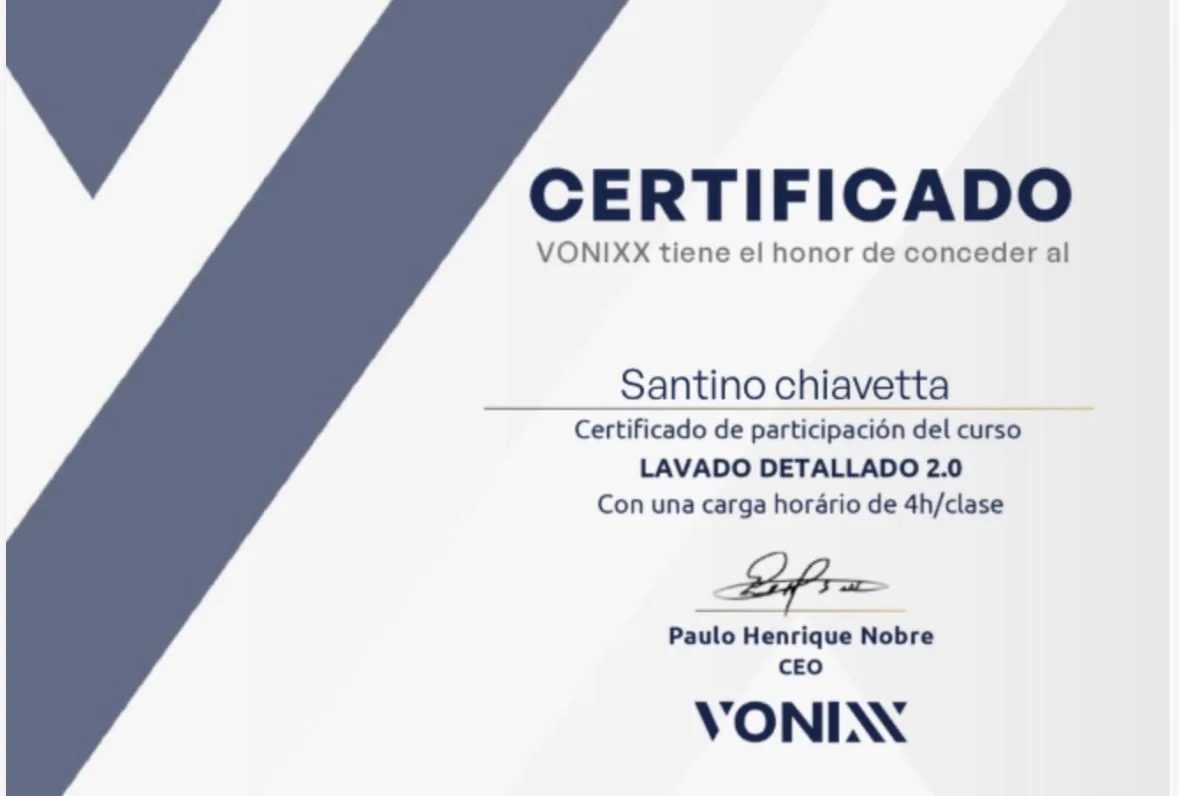 CERTIFICADO
VONIXX tiene el honor de conceder al
Santino chiavetta
Certificado de participación del curso
LAVADO DETALLADO 2.0
Con una carga horário de 4h/clase
Paulo Henrique Nobre
CEO
VONIXX